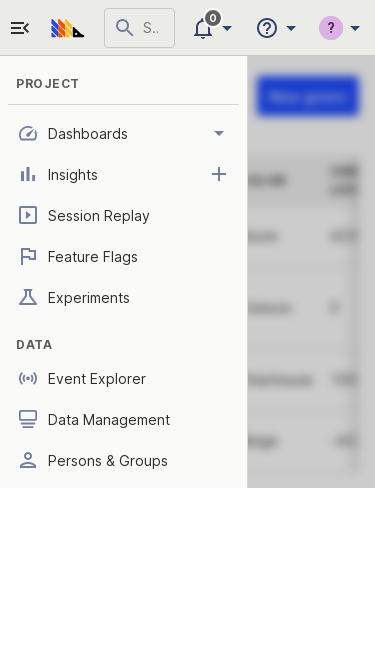 S..
0
?
PROJECT
Dashboards
Insights
Session Replay
Feature Flags
Experiments
DATA
Event Explorer
Data Management
Persons & Groups